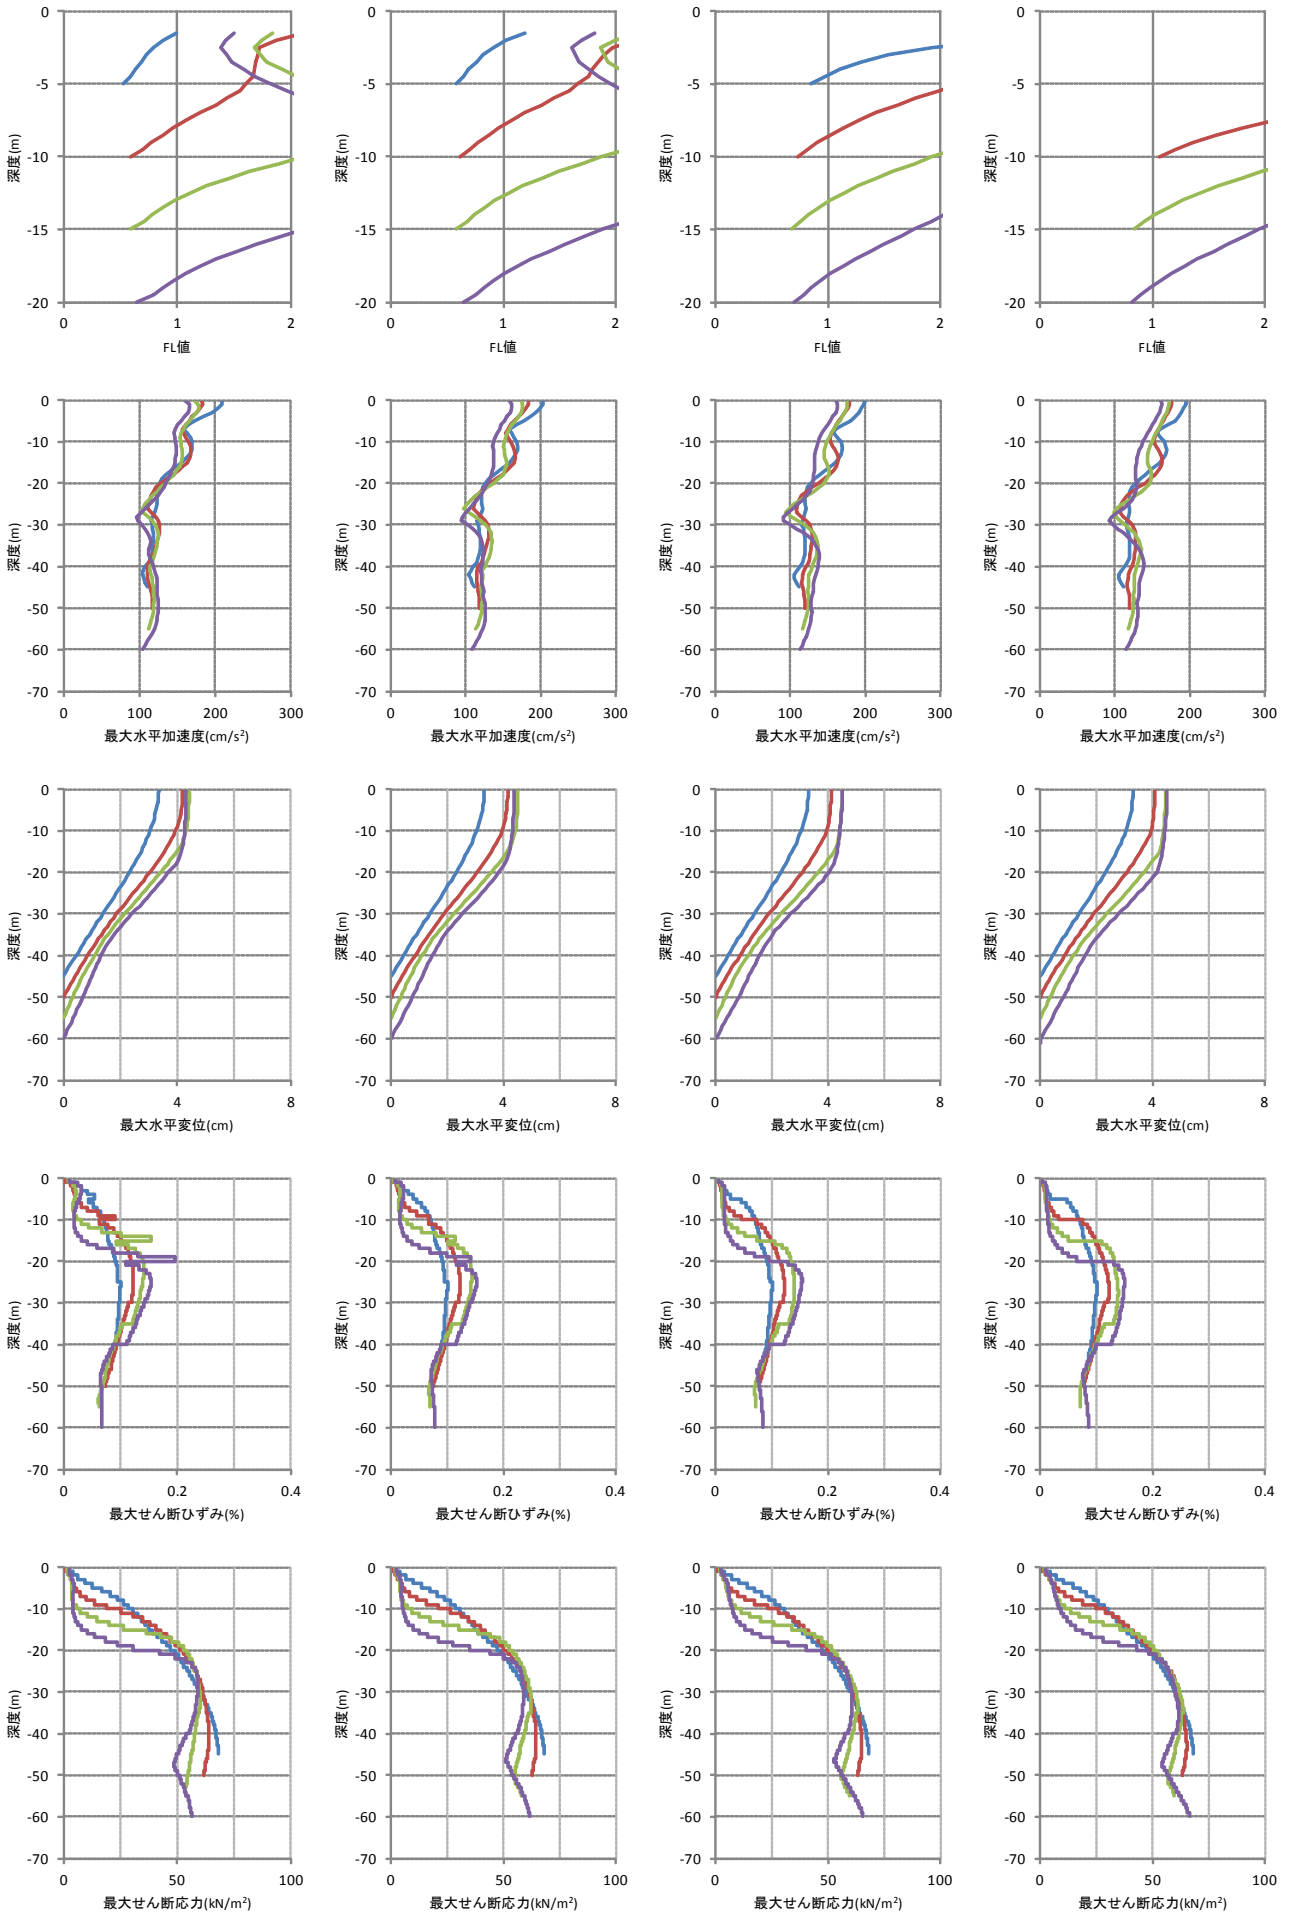 0 0 0 0
-5 -5 -5 -5
深度(m) 深度(m) 深度(m) 深度(m)
-10 -10 -10 -10
-15 -15 -15 -15
-20 -20 -20 -20
0 1 2 0 1 2 0 1 2 0 1 2
FL値 FL値 FL値 FL値
0 0 0 0
-10 -10 -10 -10
-20 -20 -20 -20
-30 -30 -30 -30
深度(m) 深度(m) 深度(m) 深度(m)
-40 -40 -40 -40
-50 -50 -50 -50
-60 -60 -60 -60
-70 -70 -70 -70
0 100 200 300 0 100 200 300 0 100 200 300 0 100 200 300
最大水平加速度(cm/s²) 最大水平加速度(cm/s²) 最大水平加速度(cm/s²) 最大水平加速度(cm/s²)
0 0 0 0
-10 -10 -10 -10
-20 -20 -20 -20
-30 -30 -30 -30
深度(m) 深度(m) 深度(m) 深度(m)
-40 -40 -40 -40
-50 -50 -50 -50
-60 -60 -60 -60
-70 -70 -70 -70
0 4 8 0 4 8 0 4 8 0 4 8
最大水平変位(cm) 最大水平変位(cm) 最大水平変位(cm) 最大水平変位(cm)
0 0 0 0
-10 -10 -10 -10
-20 -20 -20 -20
-30 -30 -30 -30
深度(m) 深度(m) 深度(m) 深度(m)
-40 -40 -40 -40
-50 -50 -50 -50
-60 -60 -60 -60
-70 -70 -70 -70
0 0.2 0.4 0 0.2 0.4 0 0.2 0.4 0 0.2 0.4
最大せん断ひずみ(%) 最大せん断ひずみ(%) 最大せん断ひずみ(%) 最大せん断ひずみ(%)
0 0 0 0
-10 -10 -10 -10
-20 -20 -20 -20
-30 -30 -30 -30
深度(m) 深度(m) 深度(m) 深度(m)
-40 -40 -40 -40
-50 -50 -50 -50
-60 -60 -60 -60
-70 -70 -70 -70
0 50 100 0 50 100 0 50 100 0 50 100
最大せん断応力(kN/m²) 最大せん断応力(kN/m²) 最大せん断応力(kN/m²) 最大せん断応力(kN/m²)